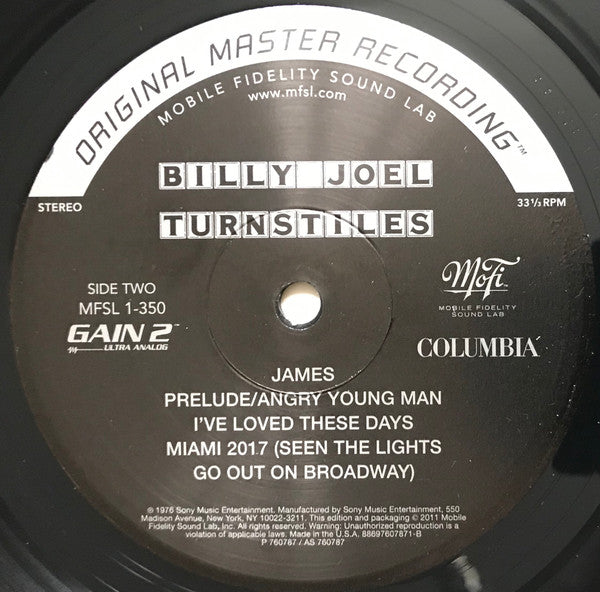 ORIGINAL MASTER RECORDING™
MOBILE FIDELITY SOUND LAB
www.mfsl.com
BILLY JOEL
TURNSTILES
STEREO
33 1/3 RPM
SIDE TWO
MFSL 1-350
GAIN 2™
ULTRA ANALOG
MoFi
MOBILE FIDELITY
SOUND LAB
COLUMBIA
JAMES
PRELUDE/ANGRY YOUNG MAN
I'VE LOVED THESE DAYS
MIAMI 2017 (SEEN THE LIGHTS
GO OUT ON BROADWAY)
℗ 1976 Sony Music Entertainment. Manufactured by Sony Music Entertainment, 550
Madison Avenue, New York, NY 10022-3211. This edition and packaging © 2011 Mobile
Fidelity Sound Lab, Inc. All rights reserved. Warning: Unauthorized reproduction is a
violation of applicable laws. Made in the U.S.A. 88697607871-B
P 760787 / AS 760787